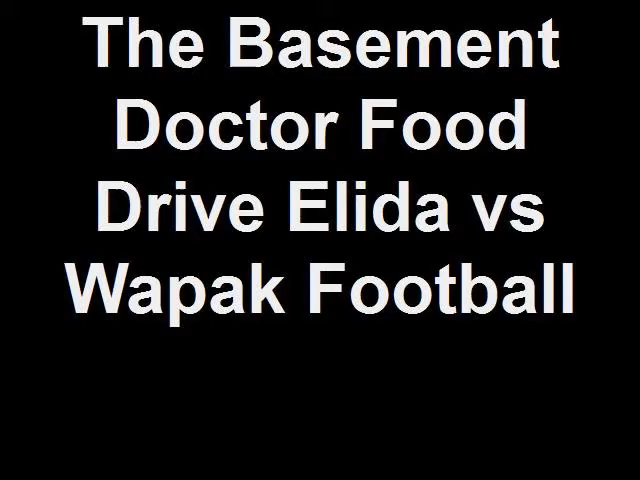 The Basement
Doctor Food
Drive Elida vs
Wapak Football